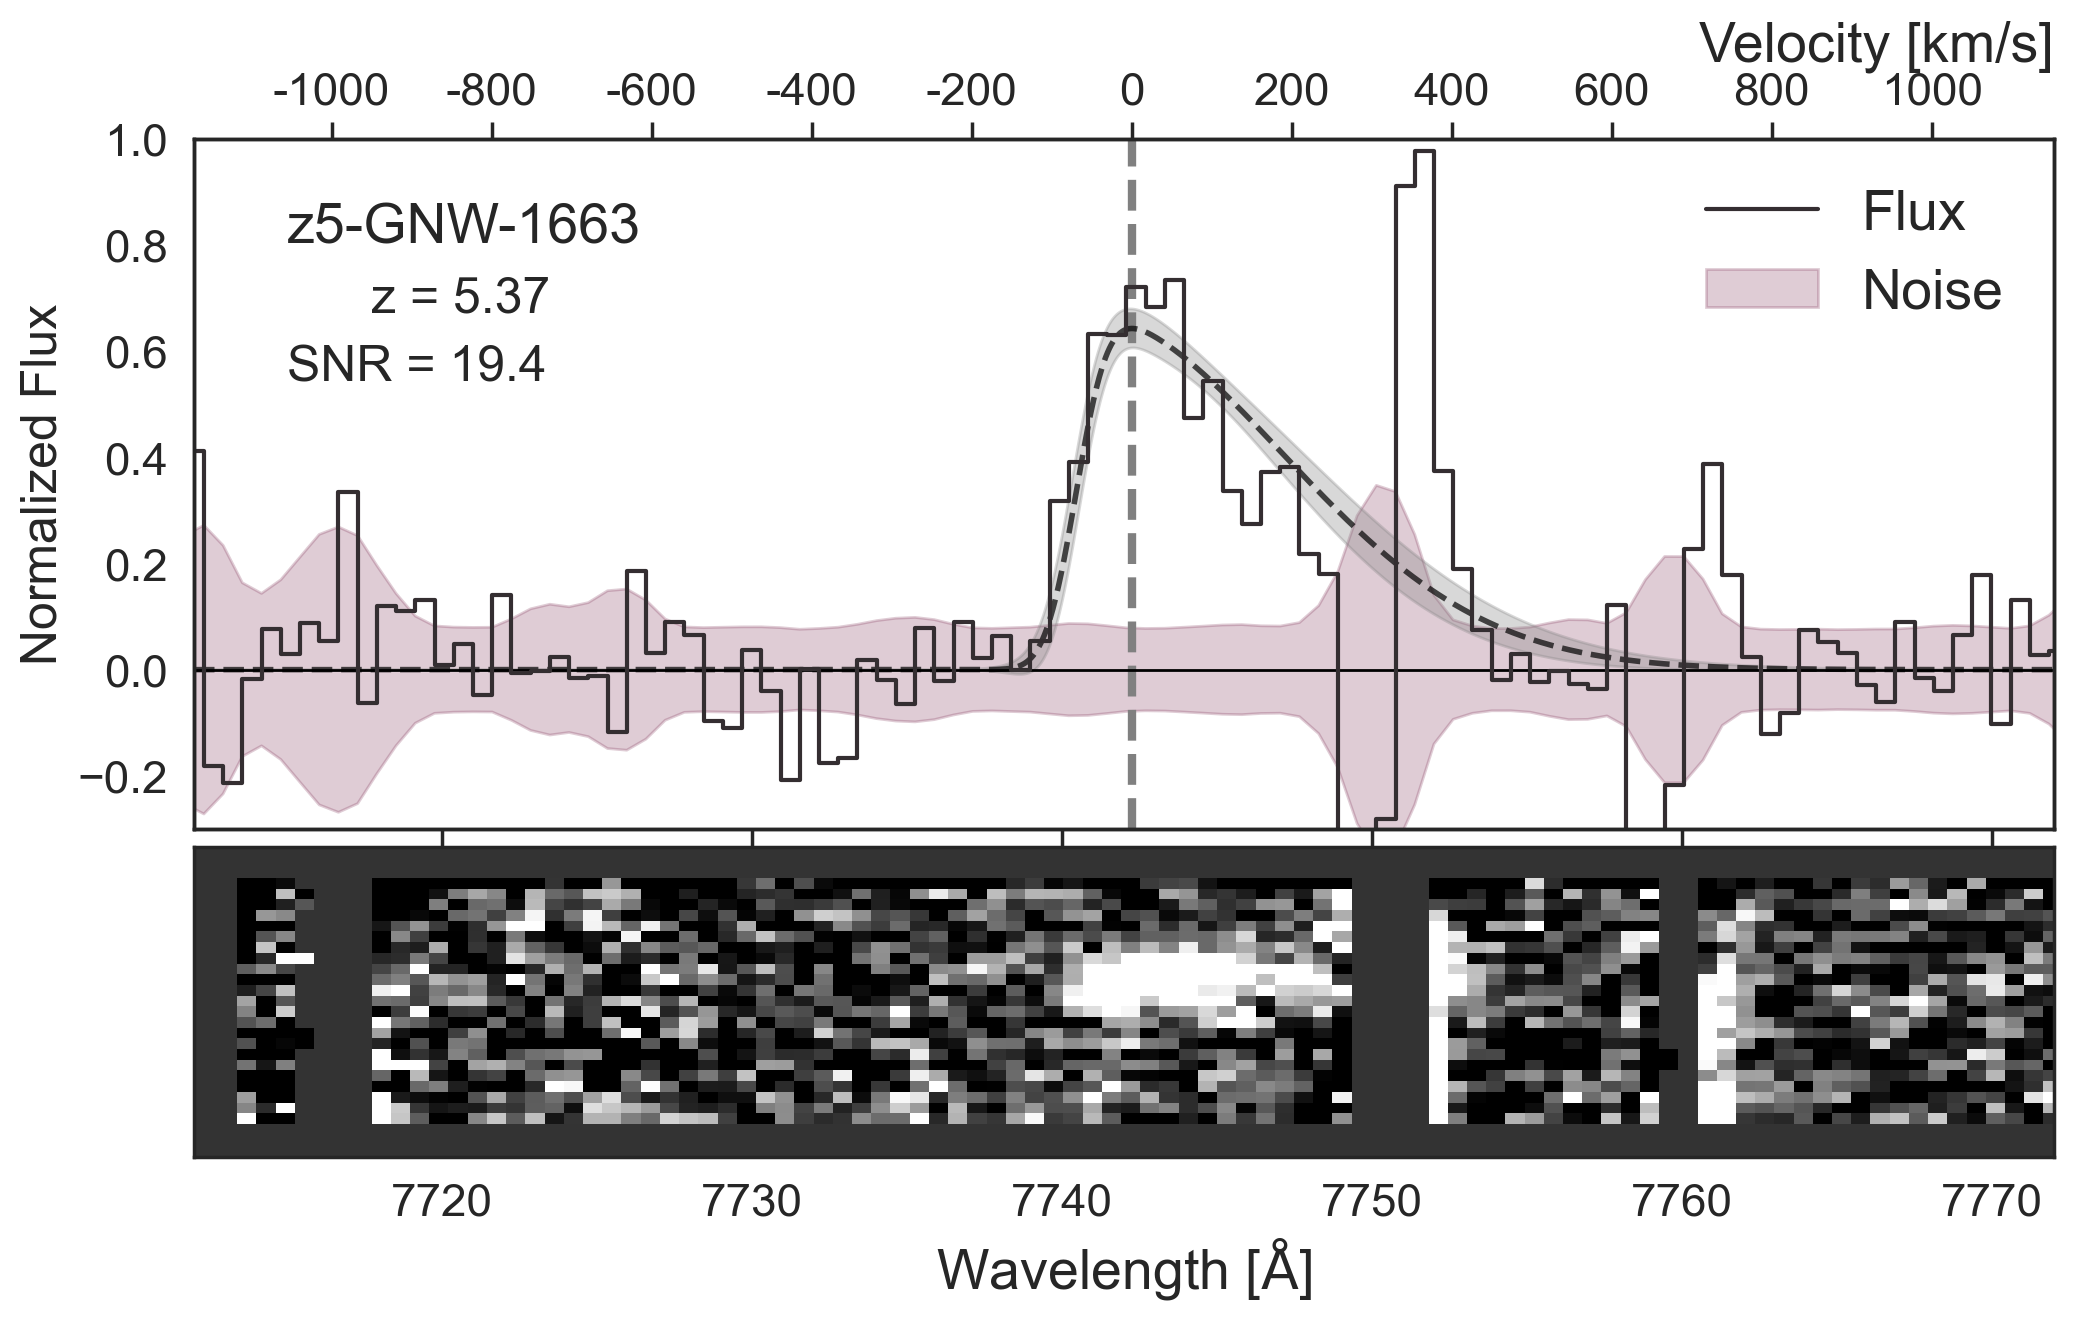 Velocity [km/s]
-1000 -800 -600 -400 -200 0 200 400 600 800 1000
1.0
0.8
0.6
0.4
0.2
0.0
−0.2
Normalized Flux
z5-GNW-1663
z = 5.37
SNR = 19.4
Flux
Noise
7720 7730 7740 7750 7760 7770
Wavelength [Å]